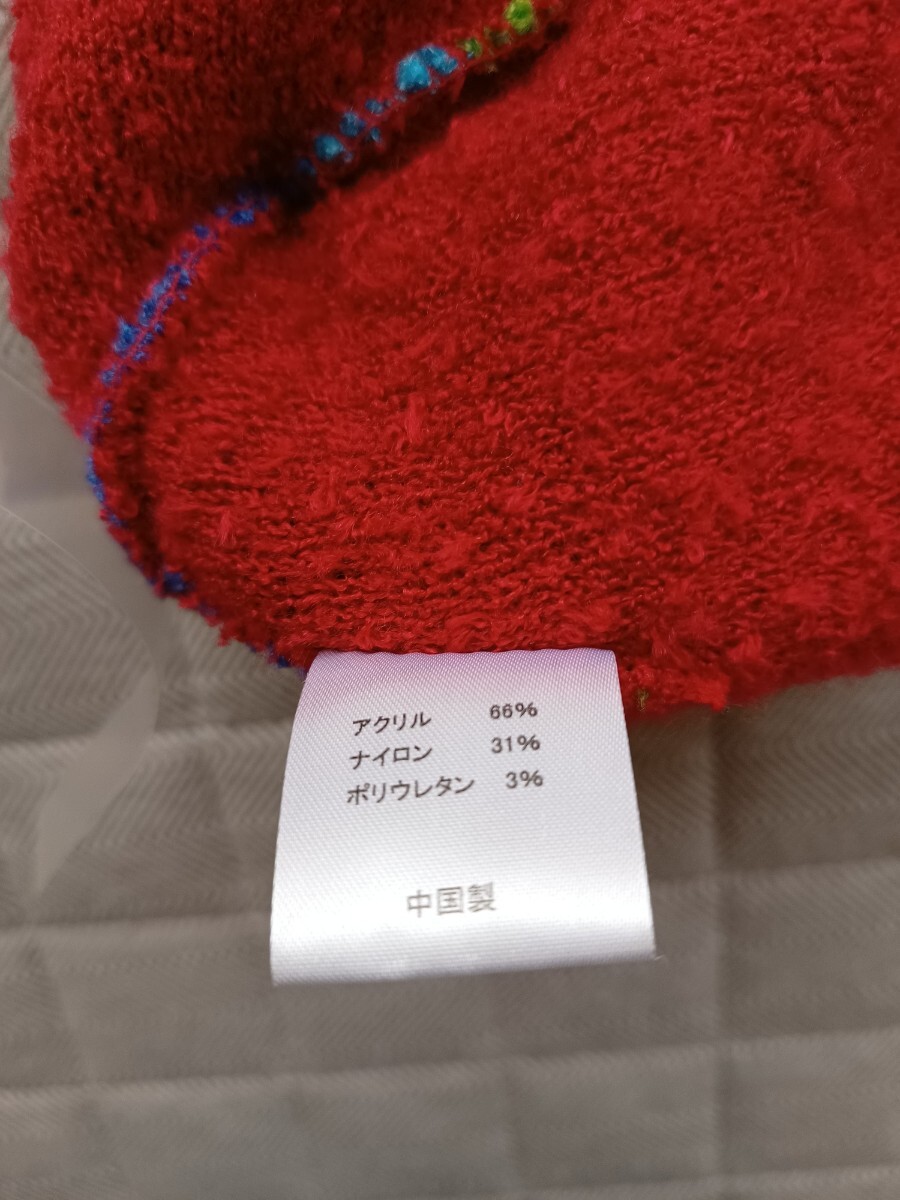 アクリル 66%
ナイロン 31%
ポリウレタン 3%
中国製